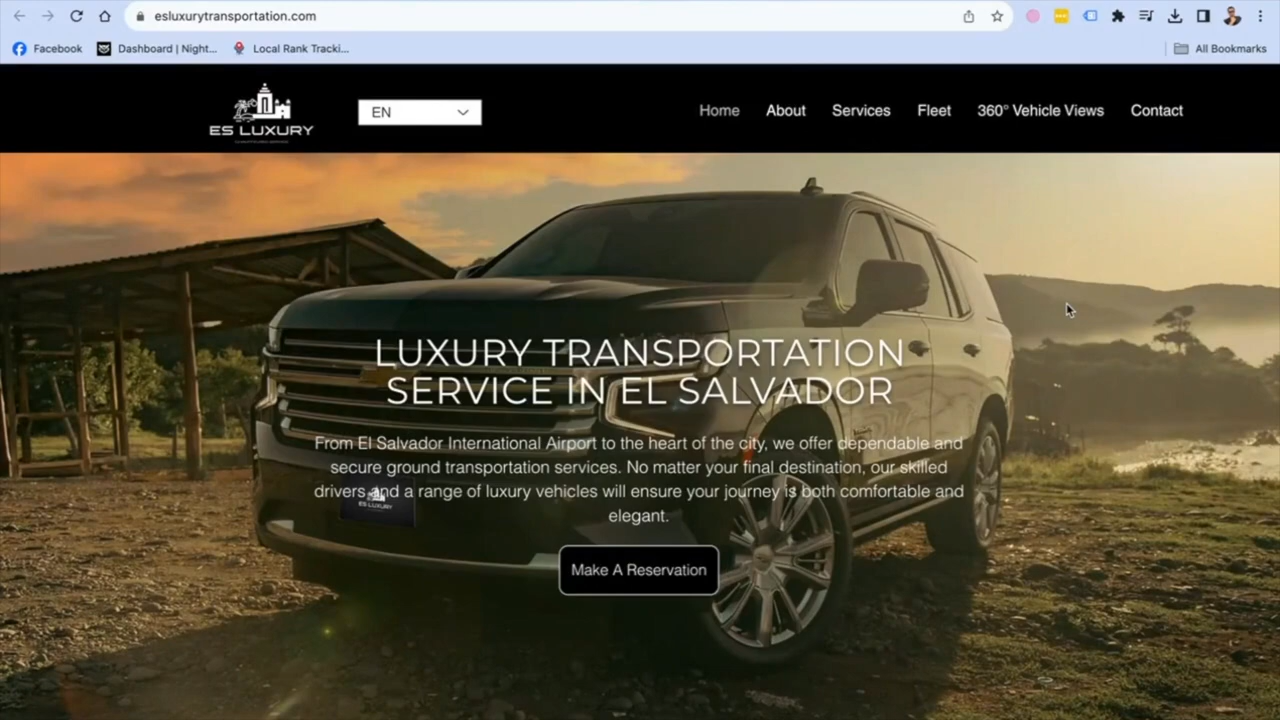 esluxurytransportation.com
Facebook
Dashboard | Night...
Local Rank Tracki...
All Bookmarks
ES LUXURY
EN
Home
About
Services
Fleet
360° Vehicle Views
Contact
LUXURY TRANSPORTATION
SERVICE IN EL SALVADOR
From El Salvador International Airport to the heart of the city, we offer dependable and
secure ground transportation services. No matter your final destination, our skilled
drivers and a range of luxury vehicles will ensure your journey is both comfortable and
elegant.
ES LUXURY
Make A Reservation